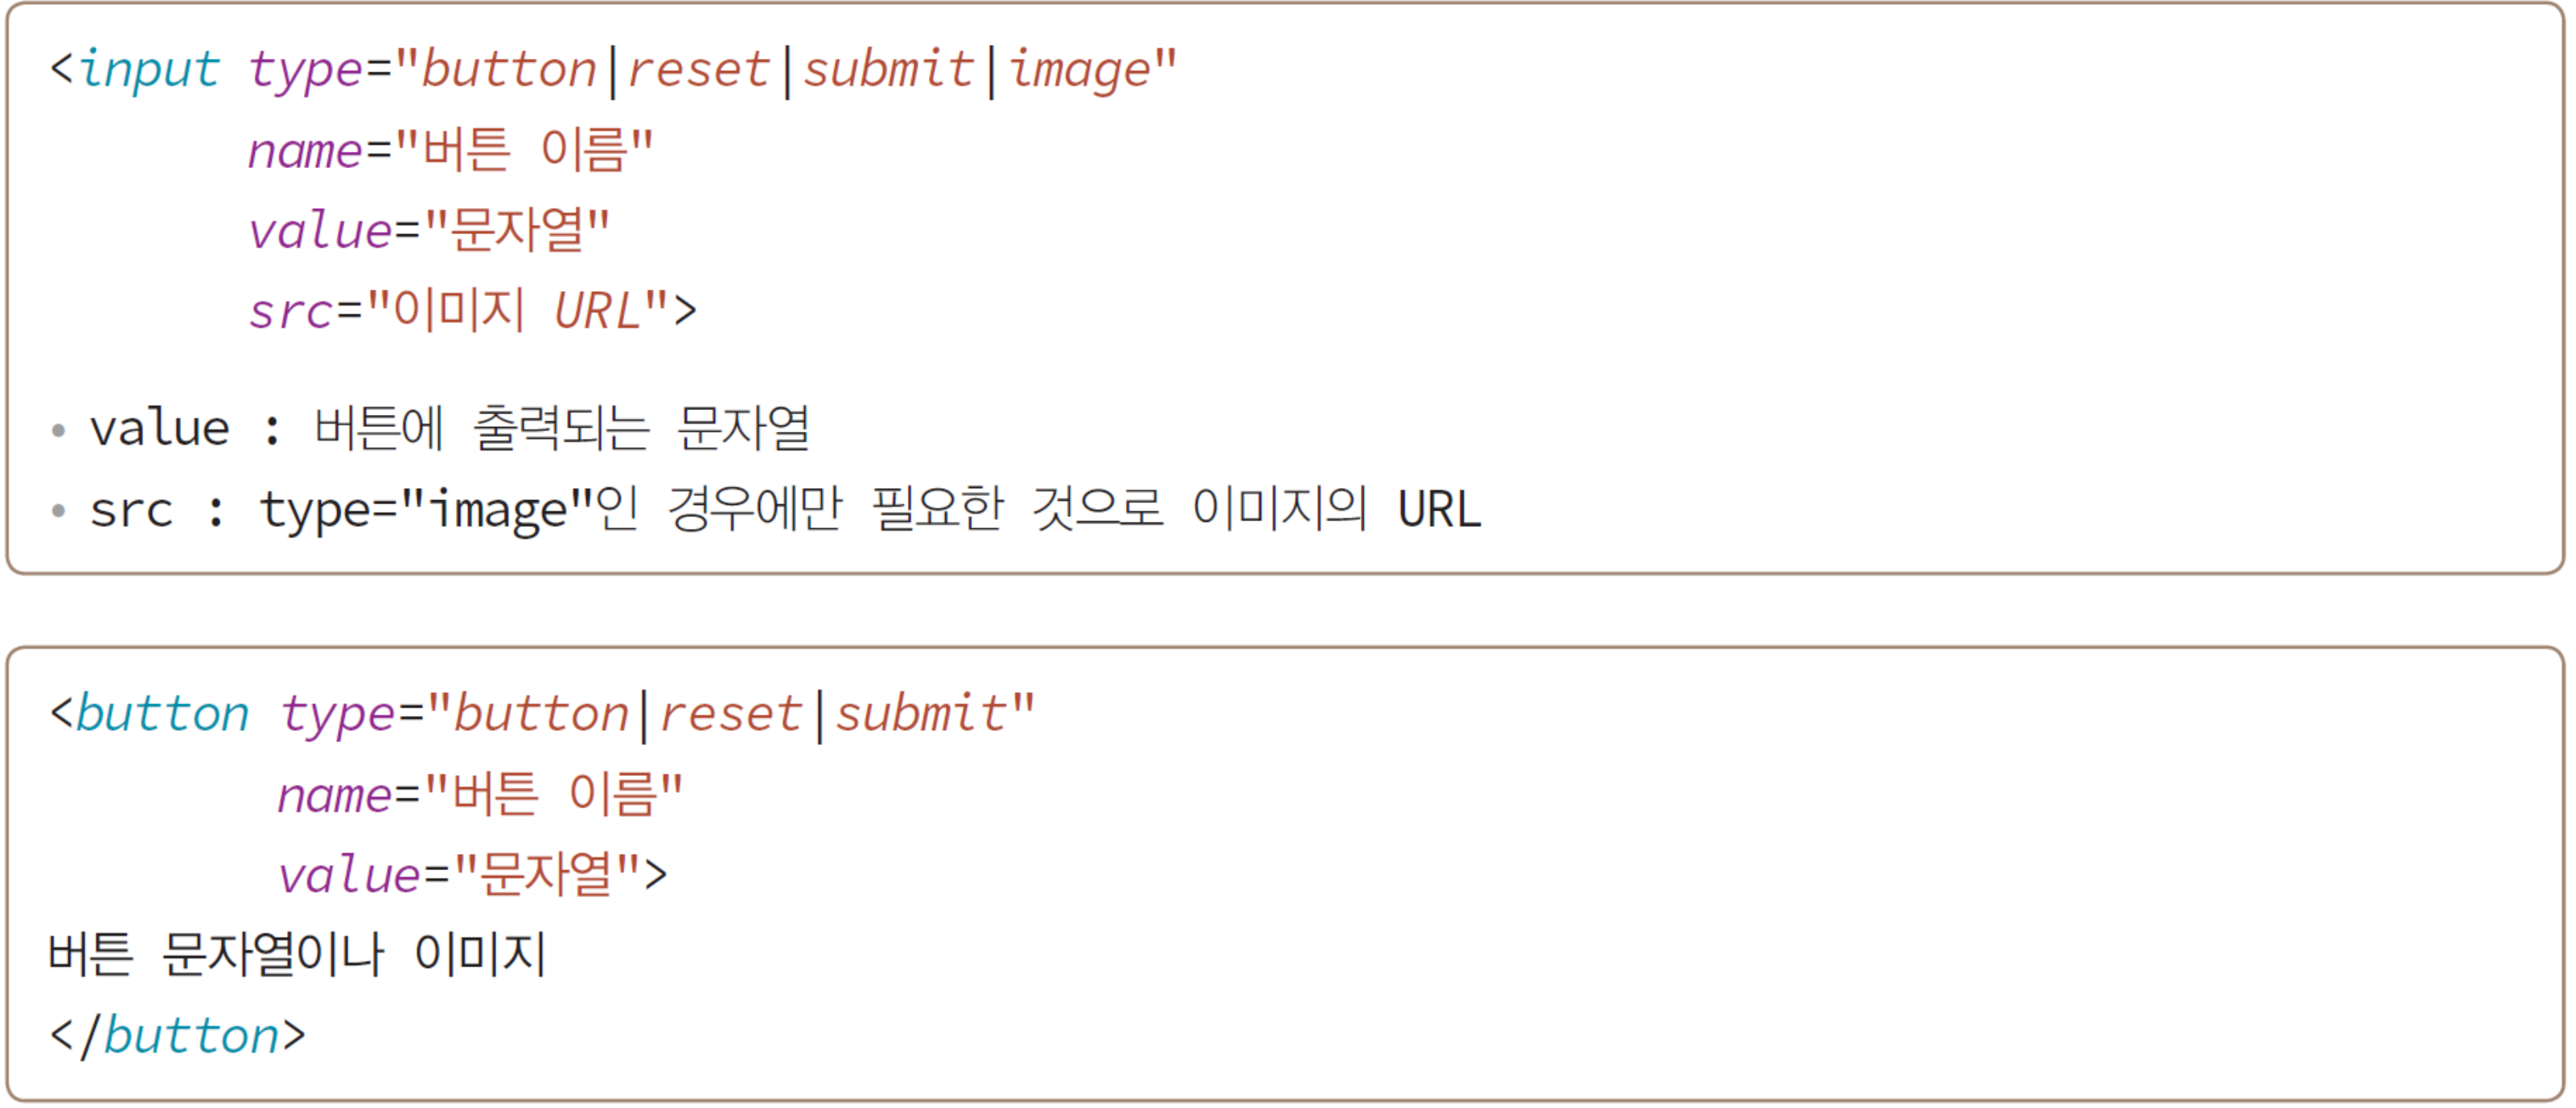 <input type="button|reset|submit|image"
name="버튼 이름"
value="문자열"
src="이미지 URL">
• value : 버튼에 출력되는 문자열
• src : type="image"인 경우에만 필요한 것으로 이미지의 URL
<button type="button|reset|submit"
name="버튼 이름"
value="문자열">
버튼 문자열이나 이미지
</button>